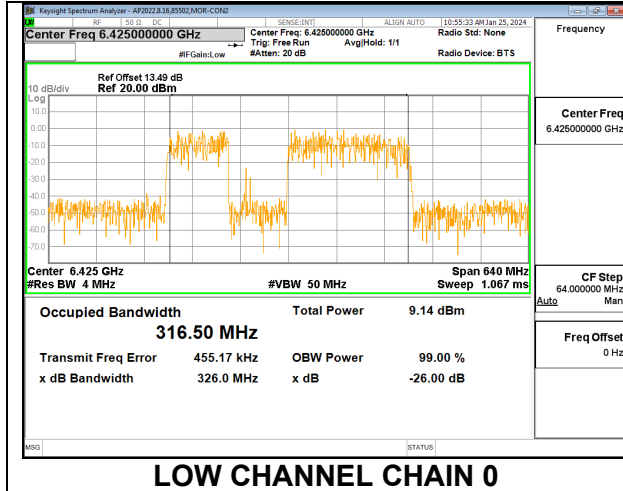 Keysight Spectrum Analyzer - AP2022.8.16,85502,MOR-CON2
RF 50 Ω DC SENSE:INT ALIGN AUTO 10:55:33 AM Jan 25, 2024
Center Freq 6.425000000 GHz
Center Freq: 6.425000000 GHz
Radio Std: None
Trig: Free Run Avg|Hold: 1/1
#IFGain:Low
#Atten: 20 dB
Radio Device: BTS
Frequency
Ref Offset 13.49 dB
10 dB/div Ref 20.00 dBm
Log
10.0
0.00
-10.0
-20.0
-30.0
-40.0
-50.0
-60.0
-70.0
Center 6.425 GHz Span 640 MHz
#Res BW 4 MHz #VBW 50 MHz Sweep 1.067 ms
Occupied Bandwidth Total Power 9.14 dBm
316.50 MHz
Transmit Freq Error 455.17 kHz OBW Power 99.00 %
x dB Bandwidth 326.0 MHz x dB -26.00 dB
Center Freq
6.425000000 GHz
CF Step
64.000000 MHz
Auto Man
Freq Offset
0 Hz
MSG STATUS
LOW CHANNEL CHAIN 0